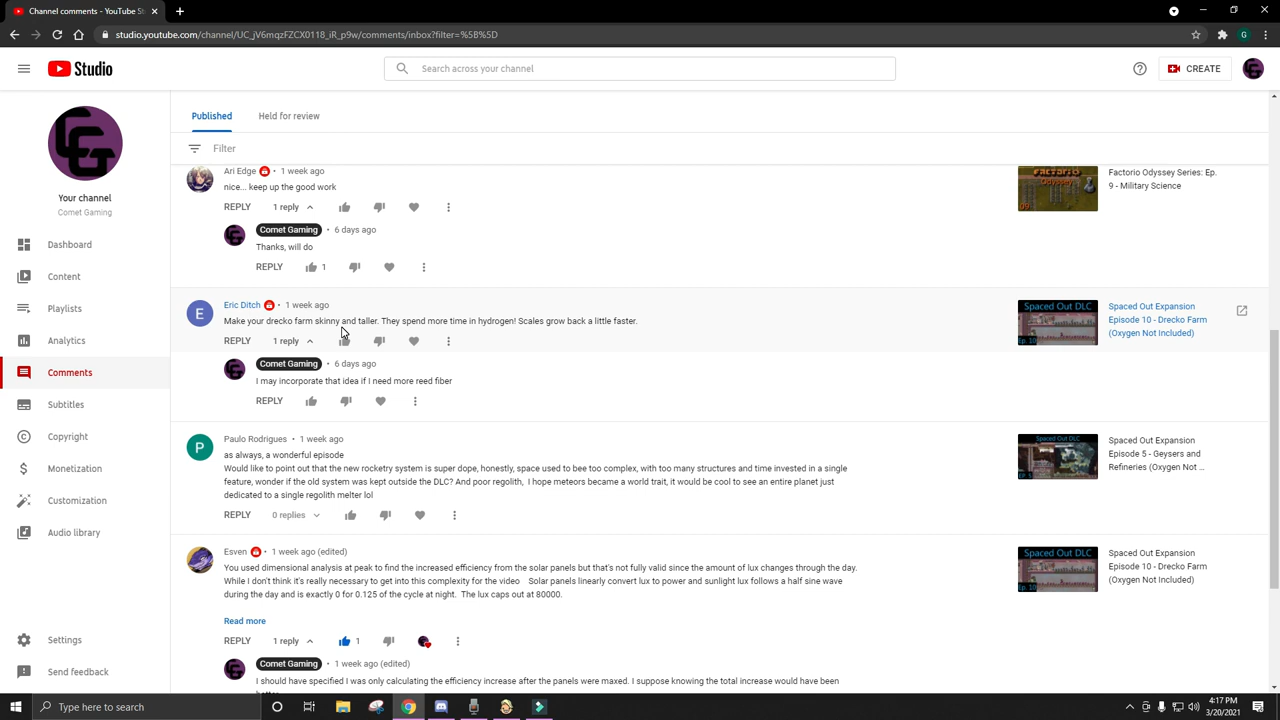 Channel comments - YouTube St
studio.youtube.com/channel/UC_jV6mqzFZCX0118_iR_p9w/comments/inbox?filter=%5B%5D
G
Studio
Search across your channel
CREATE
Your channel
Comet Gaming
Dashboard
Content
Playlists
Analytics
Comments
Subtitles
Copyright
Monetization
Customization
Audio library
Settings
Send feedback
Published
Held for review
Filter
Ari Edge • 1 week ago
nice... keep up the good work
REPLY 1 reply
Factorio Odyssey Series: Ep.
9 - Military Science
Factorio
Odyssey
09
Comet Gaming • 6 days ago
Thanks, will do
REPLY 1
E
Eric Ditch • 1 week ago
Make your drecko farm skinny and taller. They spend more time in hydrogen! Scales grow back a little faster.
REPLY 1 reply
Spaced Out DLC
Ep. 10
Spaced Out Expansion
Episode 10 - Drecko Farm
(Oxygen Not Included)
Comet Gaming • 6 days ago
I may incorporate that idea if I need more reed fiber
REPLY
P
Paulo Rodrigues • 1 week ago
as always, a wonderful episode
Would like to point out that the new rocketry system is super dope, honestly, space used to bee too complex, with too many structures and time invested in a single
feature, wonder if the old system was kept outside the DLC? And poor regolith, I hope meteors became a world trait, it would be cool to see an entire planet just
dedicated to a single regolith melter lol
REPLY 0 replies
Spaced Out DLC
Spaced Out Expansion
Episode 5 - Geysers and
Refineries (Oxygen Not ...
Esven • 1 week ago (edited)
You used dimensional analysis at peak to find the increased efficiency from the solar panels but that's not fully valid since the amount of lux changes through the day.
While I don't think it's really necessary to get into this complexity for the video Solar panels linearly convert lux to power and sunlight lux follows a half sine wave
during the day and is exactly 0 for 0.125 of the cycle at night. The lux caps out at 80000.
Read more
REPLY 1 reply 1
Spaced Out DLC
Ep. 10
Spaced Out Expansion
Episode 10 - Drecko Farm
(Oxygen Not Included)
Comet Gaming • 1 week ago (edited)
I should have specified I was only calculating the efficiency increase after the panels were maxed. I suppose knowing the total increase would have been
Type here to search
4:17 PM
3/20/2021